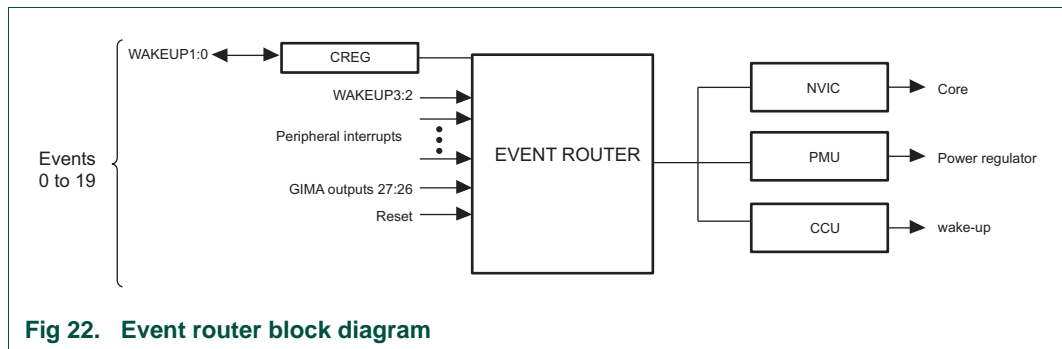 Events
0 to 19
WAKEUP1:0
CREG
WAKEUP3:2
Peripheral interrupts
GIMA outputs 27:26
Reset
EVENT ROUTER
NVIC
Core
PMU
Power regulator
CCU
wake-up
Fig 22. Event router block diagram